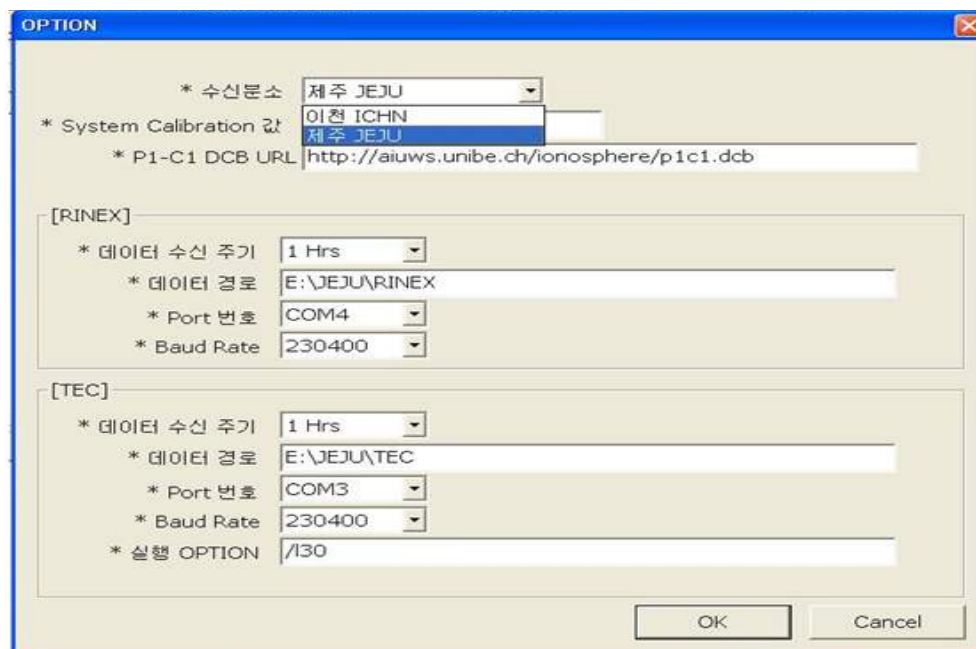 OPTION
* 수신분소 제주 JEJU
이천 ICHN
* System Calibration 값
제주 JEJU
* P1-C1 DCB URL http://aiuws.unibe.ch/ionosphere/p1c1.dcb
[RINEX]
* 데이터 수신 주기 1 Hrs
* 데이터 경로 E:\JEJU\RINEX
* Port 번호 COM4
* Baud Rate 230400
[TEC]
* 데이터 수신 주기 1 Hrs
* 데이터 경로 E:\JEJU\TEC
* Port 번호 COM3
* Baud Rate 230400
* 실행 OPTION /I30
OK Cancel